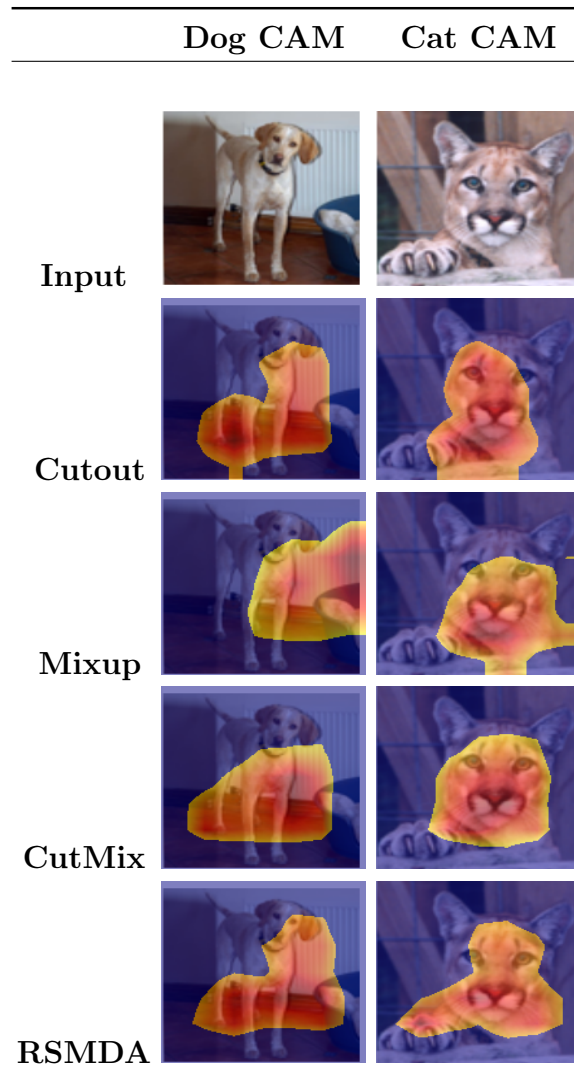 Dog CAM Cat CAM
Input
Cutout
Mixup
CutMix
RSMDA